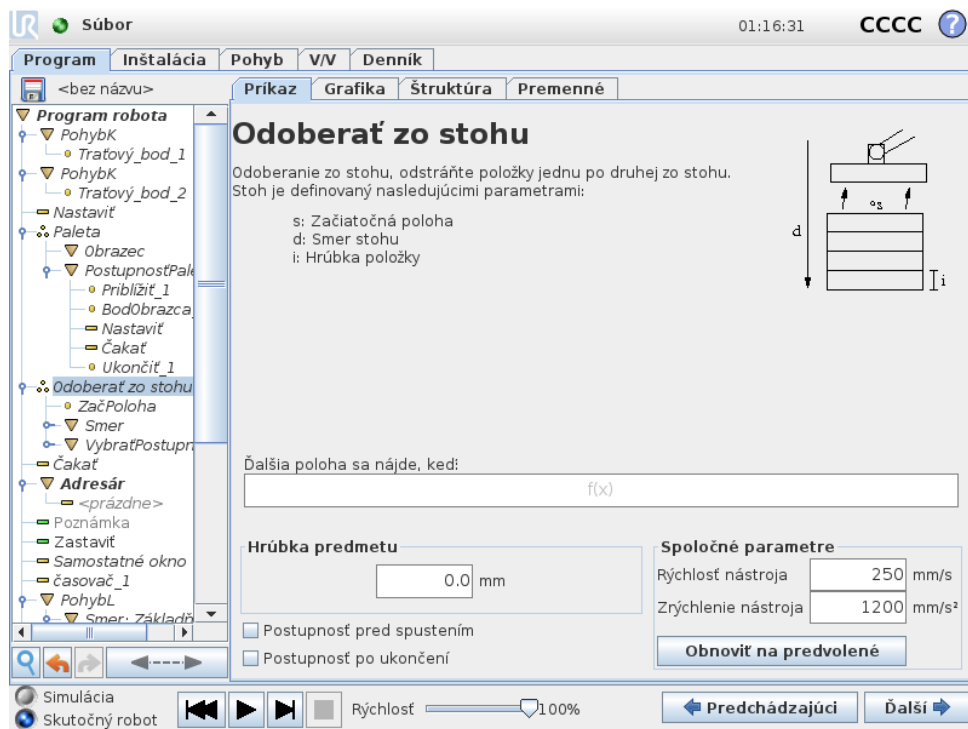 UR Súbor 01:16:31 CCCC ?
Program Inštalácia Pohyb V/V Denník
<bez názvu> Príkaz Grafika Štruktúra Premenné
Program robota
PohybK
Traťový_bod_1
PohybK
Traťový_bod_2
Nastaviť
Paleta
Obrazec
PostupnosťPale
Priblížiť_1
BodObrazca
Nastaviť
Čakať
Ukončiť_1
Odoberať zo stohu
ZačPoloha
Smer
VybraťPostupn
Čakať
Adresár
<prázdne>
Poznámka
Zastaviť
Samostatné okno
časovač_1
PohybL
Smer: Základň
Odoberať zo stohu
Odoberanie zo stohu, odstráňte položky jednu po druhej zo stohu.
Stoh je definovaný nasledujúcimi parametrami:
s: Začiatočná poloha
d: Smer stohu
i: Hrúbka položky
s
d
i
Ďalšia poloha sa nájde, keď:
f(x)
Hrúbka predmetu
0.0 mm
Postupnosť pred spustením
Postupnosť po ukončení
Spoločné parametre
Rýchlosť nástroja 250 mm/s
Zrýchlenie nástroja 1200 mm/s²
Obnoviť na predvolené
Simulácia
Skutočný robot
Rýchlosť 100%
Predchádzajúci Ďalší